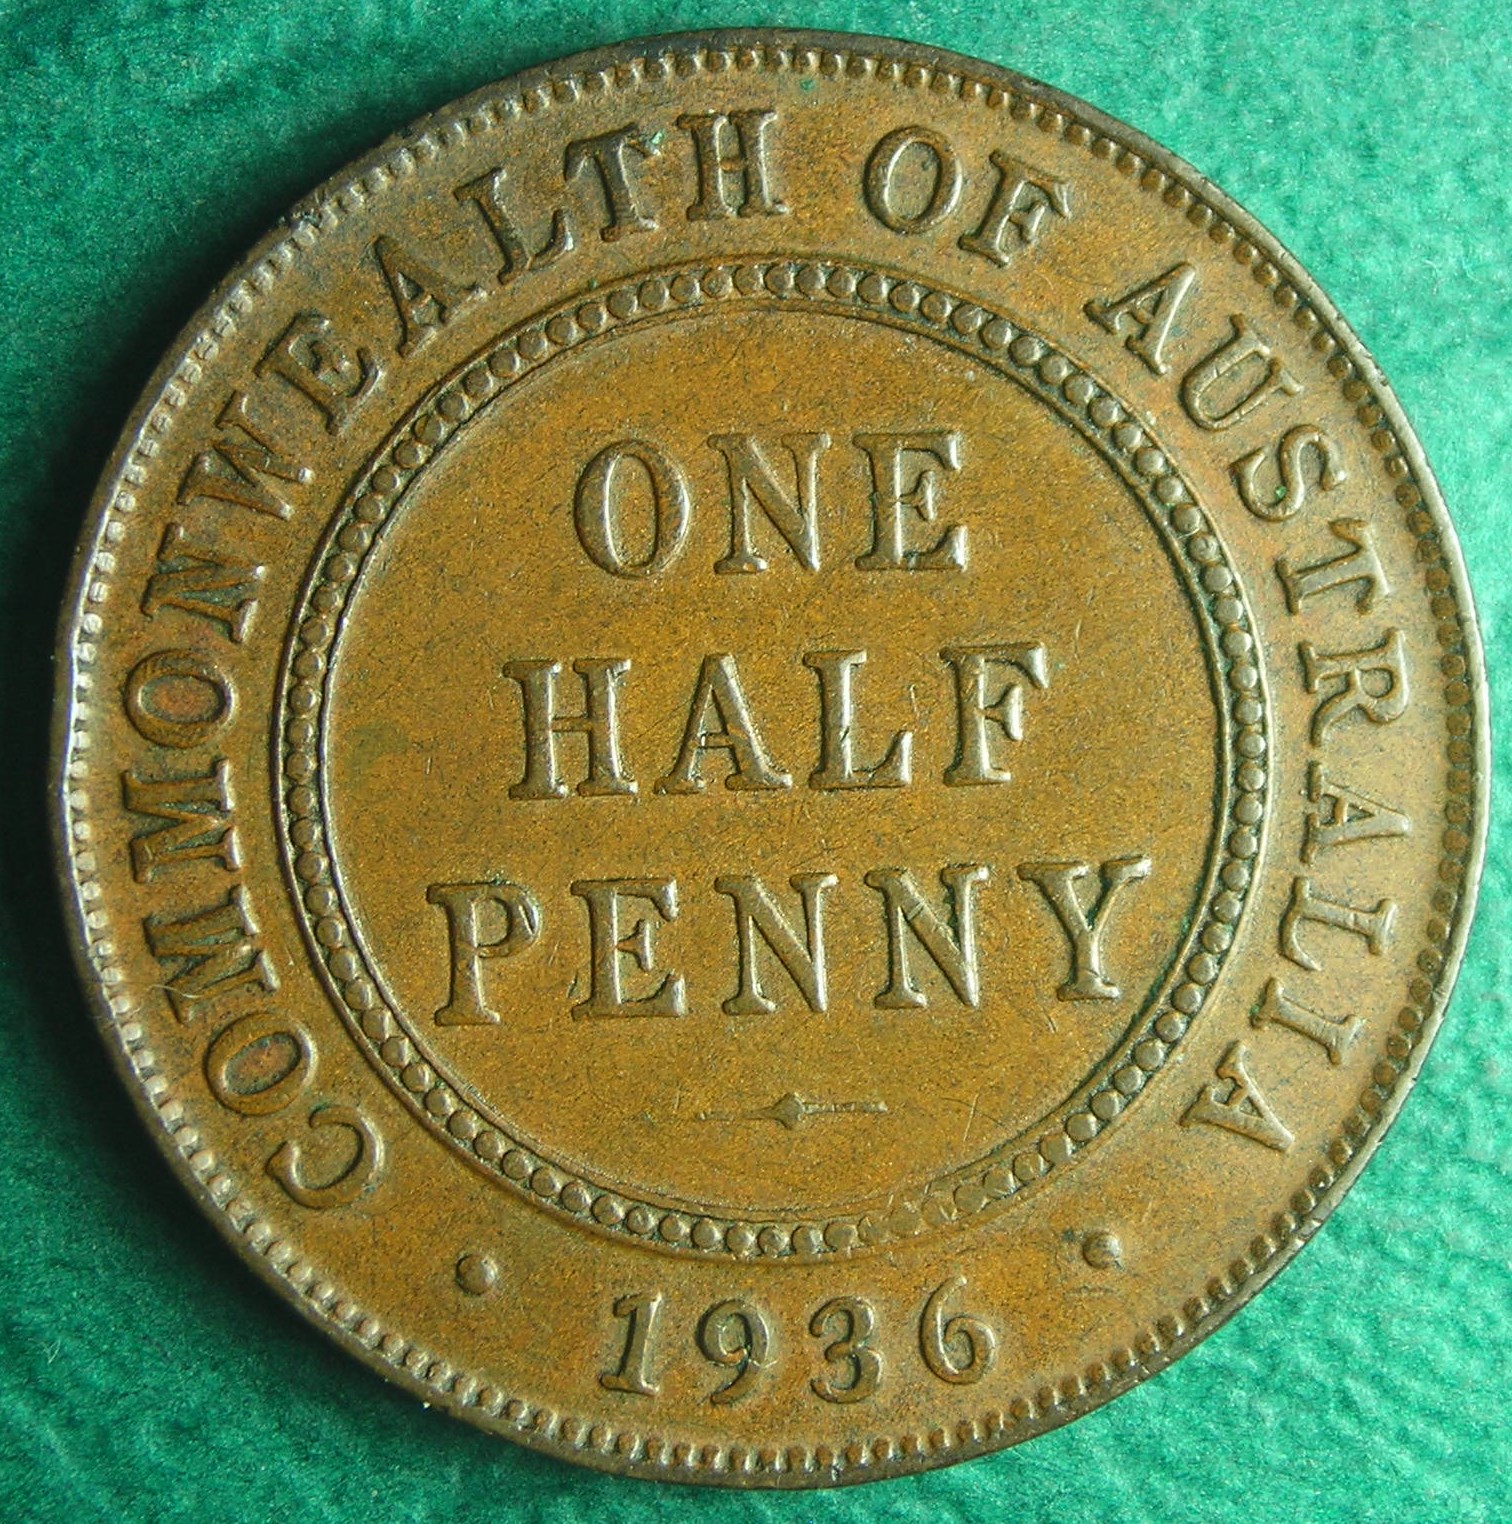 COMMONWEALTH OF AUSTRALIA
ONE
HALF
PENNY
1936